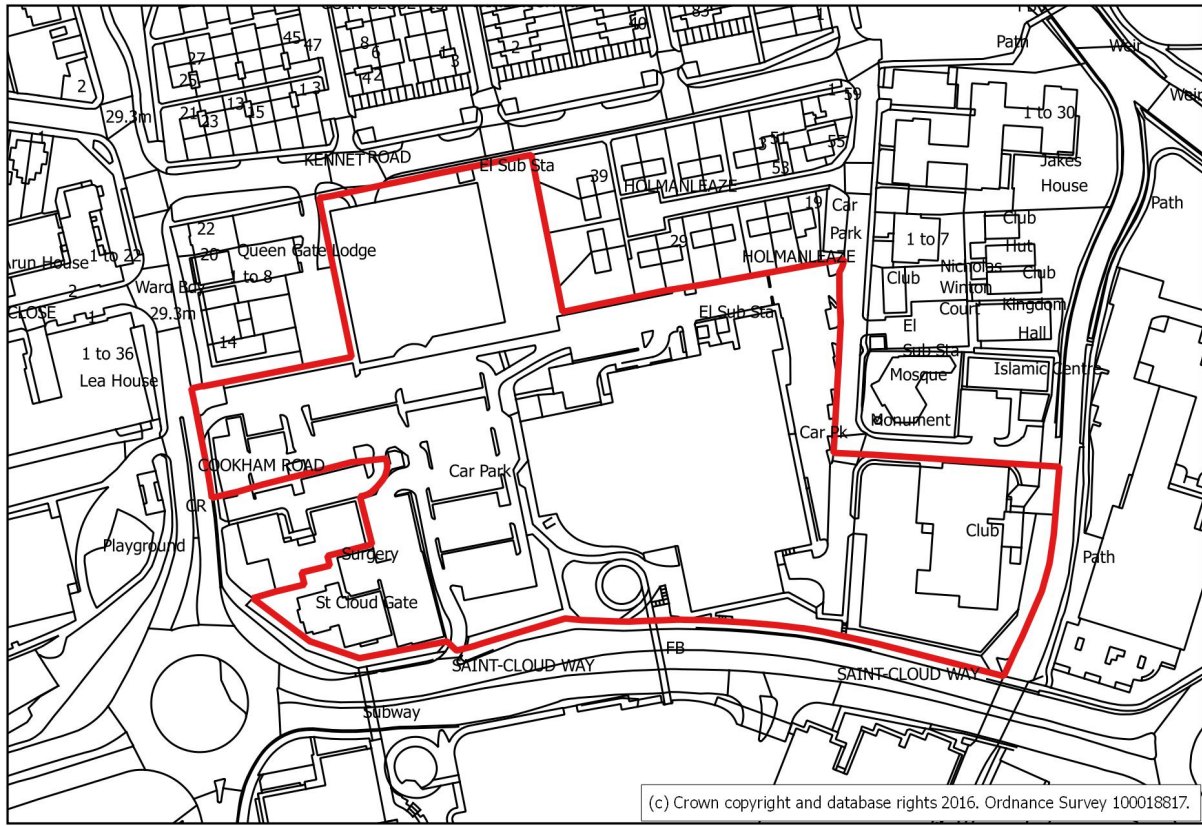 83
40
1
2
45
47
8
6
4
2
1
3
2
27
25
21
23
13
15
1
3
29.3m
Path
Weir
Weir
1
59
1 to 30
51
3
53
55
KENNET ROAD
El Sub Sta
39
HOLMANLEAZE
Jakes
House
19
Car
Park
Path
22
20
Queen Gate Lodge
1 to 8
1 to 22
Arun House
2
Ward Bdy
CLOSE
1
29.3m
14
29
HOLMANLEAZE
1 to 7
Club
Hut
Club
Nicholas
Winton
Court
Club
Kingdom
Hall
El
Sub Sta
Mosque
Islamic Centre
Monument
El Sub Sta
1 to 36
Lea House
COOKHAM ROAD
CR
Car Park
Car Pk
Playground
Surgery
St Cloud Gate
Club
Path
SAINT-CLOUD WAY
FB
SAINT-CLOUD WAY
Subway
(c) Crown copyright and database rights 2016. Ordnance Survey 100018817.